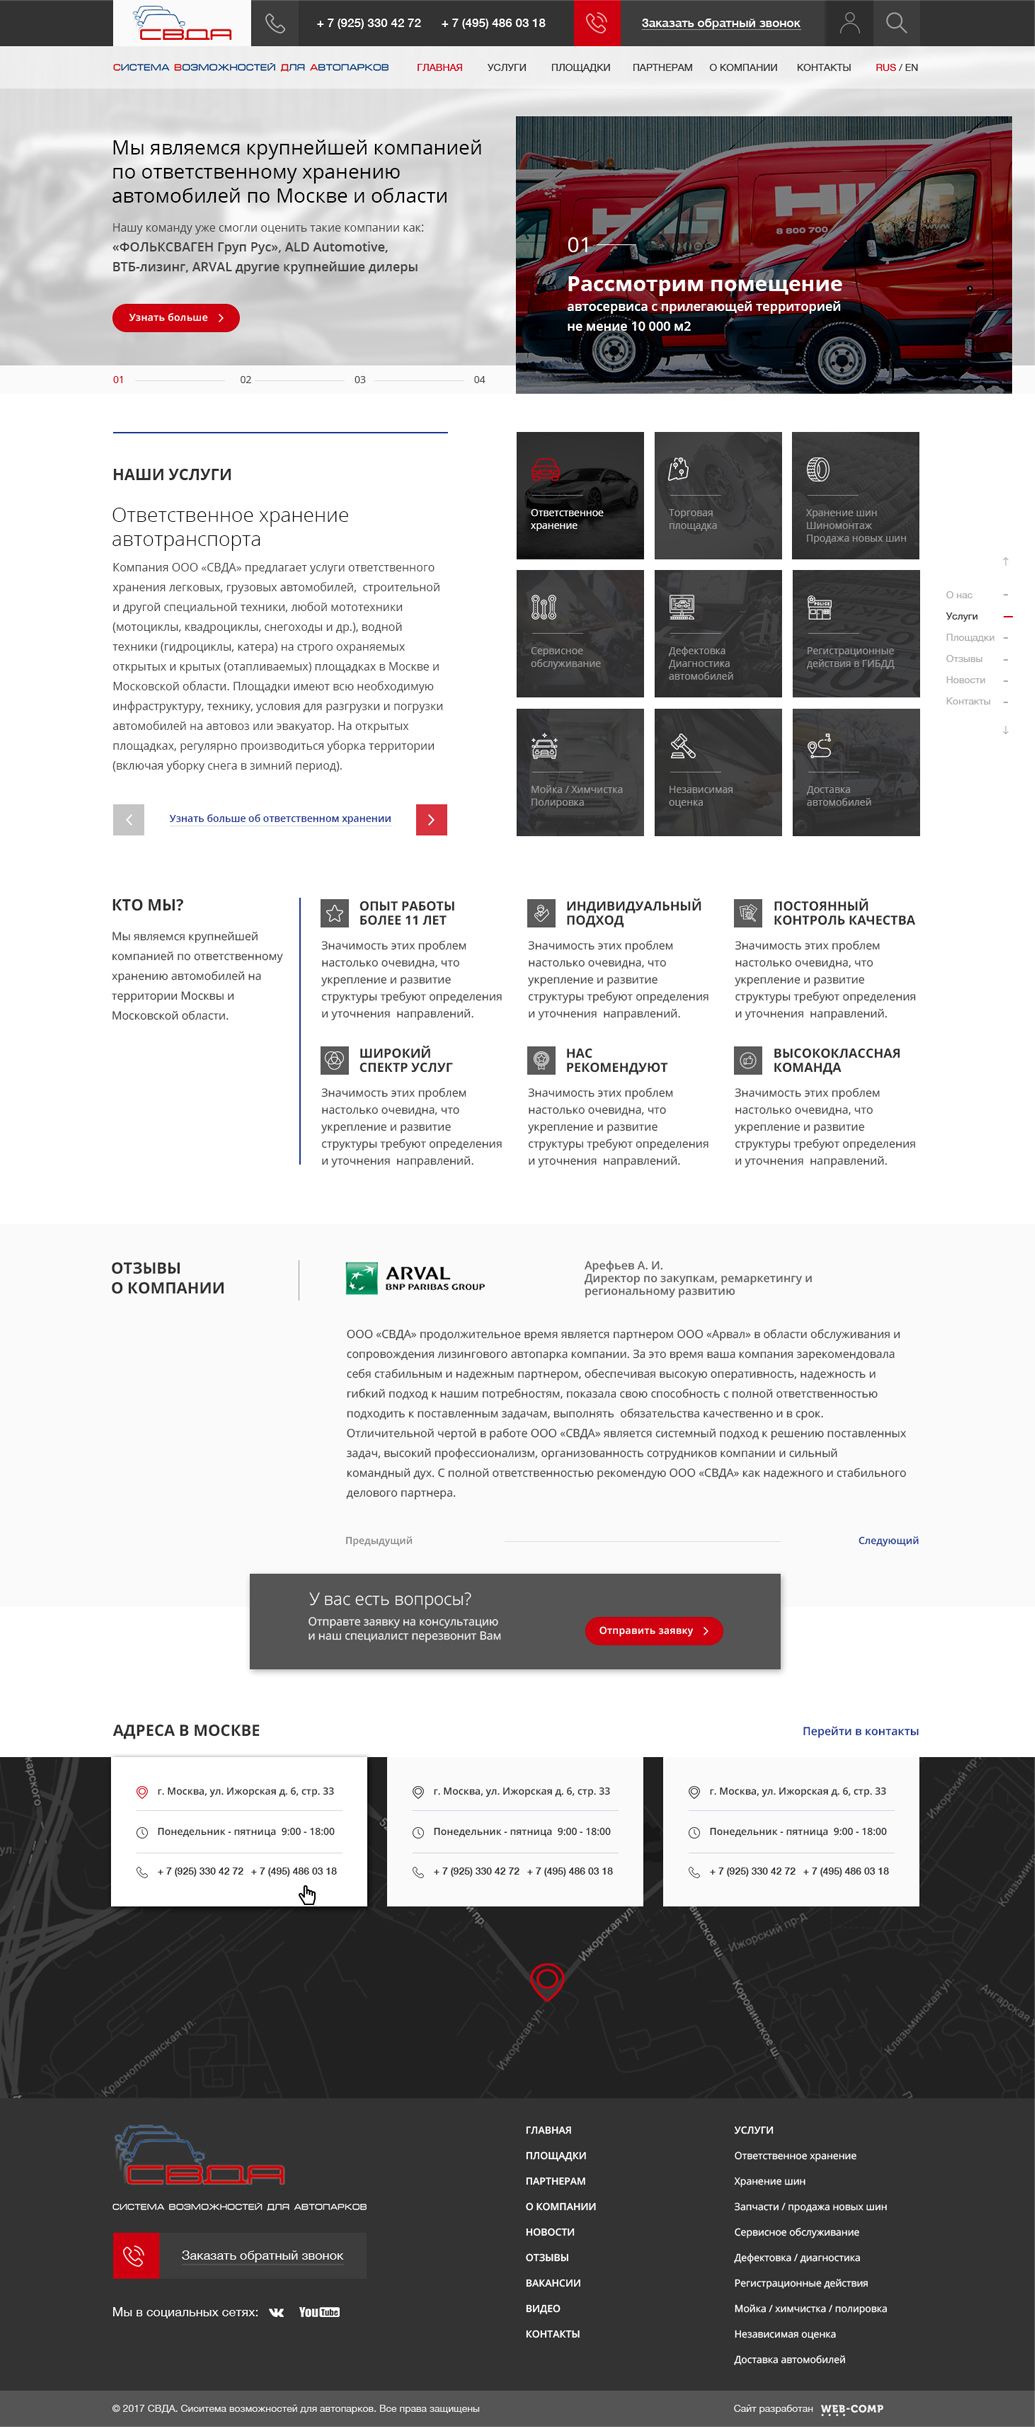 СВДА
+ 7 (925) 330 42 72
+ 7 (495) 486 03 18
Заказать обратный звонок
СИСТЕМА ВОЗМОЖНОСТЕЙ ДЛЯ АВТОПАРКОВ
ГЛАВНАЯ
УСЛУГИ
ПЛОЩАДКИ
ПАРТНЕРАМ
О КОМПАНИИ
КОНТАКТЫ
RUS / EN
Мы являемся крупнейшей компанией
по ответственному хранению
автомобилей по Москве и области
Нашу команду уже смогли оценить такие компании как:
«ФОЛЬКСВАГЕН Груп Рус», ALD Automotive,
ВТБ-лизинг, ARVAL другие крупнейшие дилеры
Узнать больше
01
02
03
04
8 800 700
01
Рассмотрим помещение
автосервиса с прилегающей территорией
не мение 10 000 м2
НАШИ УСЛУГИ
Ответственное хранение
автотранспорта
Компания ООО «СВДА» предлагает услуги ответственного
хранения легковых, грузовых автомобилей,  строительной
и другой специальной техники, любой мототехники
(мотоциклы, квадроциклы, снегоходы и др.), водной
техники (гидроциклы, катера) на строго охраняемых
открытых и крытых (отапливаемых) площадках в Москве и
Московской области. Площадки имеют всю необходимую
инфраструктуру, технику, условия для разгрузки и погрузки
автомобилей на автовоз или эвакуатор. На открытых
площадках, регулярно производиться уборка территории
(включая уборку снега в зимний период).
Узнать больше об ответственном хранении
Ответственное
хранение
Торговая
площадка
Хранение шин
Шиномонтаж
Продажа новых шин
Сервисное
обслуживание
Дефектовка
Диагностика
автомобилей
POLICE
Регистрационные
действия в ГИБДД
Мойка / Химчистка
Полировка
Независимая
оценка
Доставка
автомобилей
О нас
Услуги
Площадки
Отзывы
Новости
Контакты
КТО МЫ?
Мы являемся крупнейшей
компанией по ответственному
хранению автомобилей на
территории Москвы и
Московской области.
ОПЫТ РАБОТЫ
БОЛЕЕ 11 ЛЕТ
Значимость этих проблем
настолько очевидна, что
укрепление и развитие
структуры требуют определения
и уточнения  направлений.
ИНДИВИДУАЛЬНЫЙ
ПОДХОД
Значимость этих проблем
настолько очевидна, что
укрепление и развитие
структуры требуют определения
и уточнения  направлений.
ПОСТОЯННЫЙ
КОНТРОЛЬ КАЧЕСТВА
Значимость этих проблем
настолько очевидна, что
укрепление и развитие
структуры требуют определения
и уточнения  направлений.
ШИРОКИЙ
СПЕКТР УСЛУГ
Значимость этих проблем
настолько очевидна, что
укрепление и развитие
структуры требуют определения
и уточнения  направлений.
НАС
РЕКОМЕНДУЮТ
Значимость этих проблем
настолько очевидна, что
укрепление и развитие
структуры требуют определения
и уточнения  направлений.
ВЫСОКОКЛАССНАЯ
КОМАНДА
Значимость этих проблем
настолько очевидна, что
укрепление и развитие
структуры требуют определения
и уточнения  направлений.
ОТЗЫВЫ
О КОМПАНИИ
ARVAL
BNP PARIBAS GROUP
Арефьев А. И.
Директор по закупкам, ремаркетингу и
региональному развитию
ООО «СВДА» продолжительное время является партнером ООО «Арвал» в области обслуживания и
сопровождения лизингового автопарка компании. За это время ваша компания зарекомендовала
себя стабильным и надежным партнером, обеспечивая высокую оперативность, надежность и
гибкий подход к нашим потребностям, показала свою способность с полной ответственностью
подходить к поставленным задачам, выполнять  обязательства качественно и в срок.
Отличительной чертой в работе ООО «СВДА» является системный подход к решению поставленных
задач, высокий профессионализм, организованность сотрудников компании и сильный
командный дух. С полной ответственностью рекомендую ООО «СВДА» как надежного и стабильного
делового партнера.
Предыдущий
Следующий
У вас есть вопросы?
Отправте заявку на консультацию
и наш специалист перезвонит Вам
Отправить заявку
АДРЕСА В МОСКВЕ
Перейти в контакты
г. Москва, ул. Ижорская д. 6, стр. 33
Понедельник - пятница  9:00 - 18:00
+ 7 (925) 330 42 72   + 7 (495) 486 03 18
г. Москва, ул. Ижорская д. 6, стр. 33
Понедельник - пятница  9:00 - 18:00
+ 7 (925) 330 42 72   + 7 (495) 486 03 18
г. Москва, ул. Ижорская д. 6, стр. 33
Понедельник - пятница  9:00 - 18:00
+ 7 (925) 330 42 72   + 7 (495) 486 03 18
Ижорский пр-д
Клязьминская
Ижорская ул.
Ижорский пр-д
Коровинское ш.
Краснополянская ул.
Ижорская ул.
Клязьминская ул.
Ангарская
СВДА
СИСТЕМА ВОЗМОЖНОСТЕЙ ДЛЯ АВТОПАРКОВ
Заказать обратный звонок
Мы в социальных сетях:
YouTube
ГЛАВНАЯ
ПЛОЩАДКИ
ПАРТНЕРАМ
О КОМПАНИИ
НОВОСТИ
ОТЗЫВЫ
ВАКАНСИИ
ВИДЕО
КОНТАКТЫ
УСЛУГИ
Ответственное хранение
Хранение шин
Запчасти / продажа новых шин
Сервисное обслуживание
Дефектовка / диагностика
Регистрационные действия
Мойка / химчистка / полировка
Независимая оценка
Доставка автомобилей
© 2017 СВДА. Сиситема возможностей для автопарков. Все права защищены
Сайт разработан
WEB-COMP